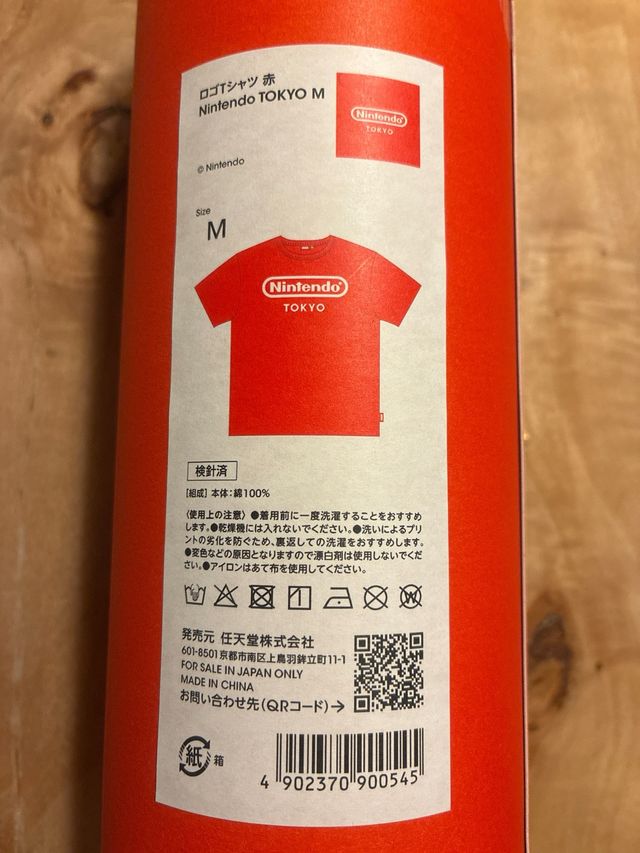 ロゴTシャツ 赤
Nintendo TOKYO M
Nintendo
TOKYO
© Nintendo
Size
M
Nintendo
TOKYO
検針済
[組成] 本体:綿100%
〈使用上の注意〉●着用前に一度洗濯することをおすすめ
します。●乾燥機には入れないでください。●洗いによるプリ
ントの劣化を防ぐため、裏返しての洗濯をおすすめします。
●変色などの原因となりますので漂白剤は使用しないでくだ
さい。●アイロンはあて布を使用してください。
W
発売元 任天堂株式会社
601-8501京都市南区上鳥羽鉾立町11-1
FOR SALE IN JAPAN ONLY
MADE IN CHINA
お問い合わせ先(QRコード)→
紙 箱
4 902370 900545